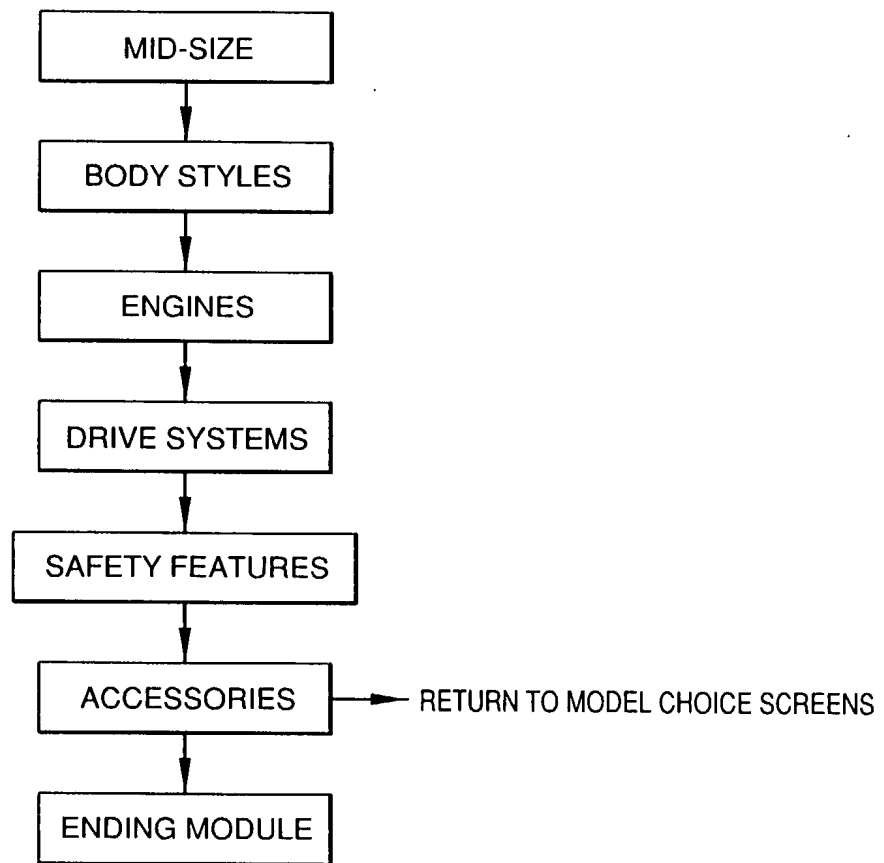 MID-SIZE
BODY STYLES
ENGINES
DRIVE SYSTEMS
SAFETY FEATURES
ACCESSORIES
RETURN TO MODEL CHOICE SCREENS
ENDING MODULE